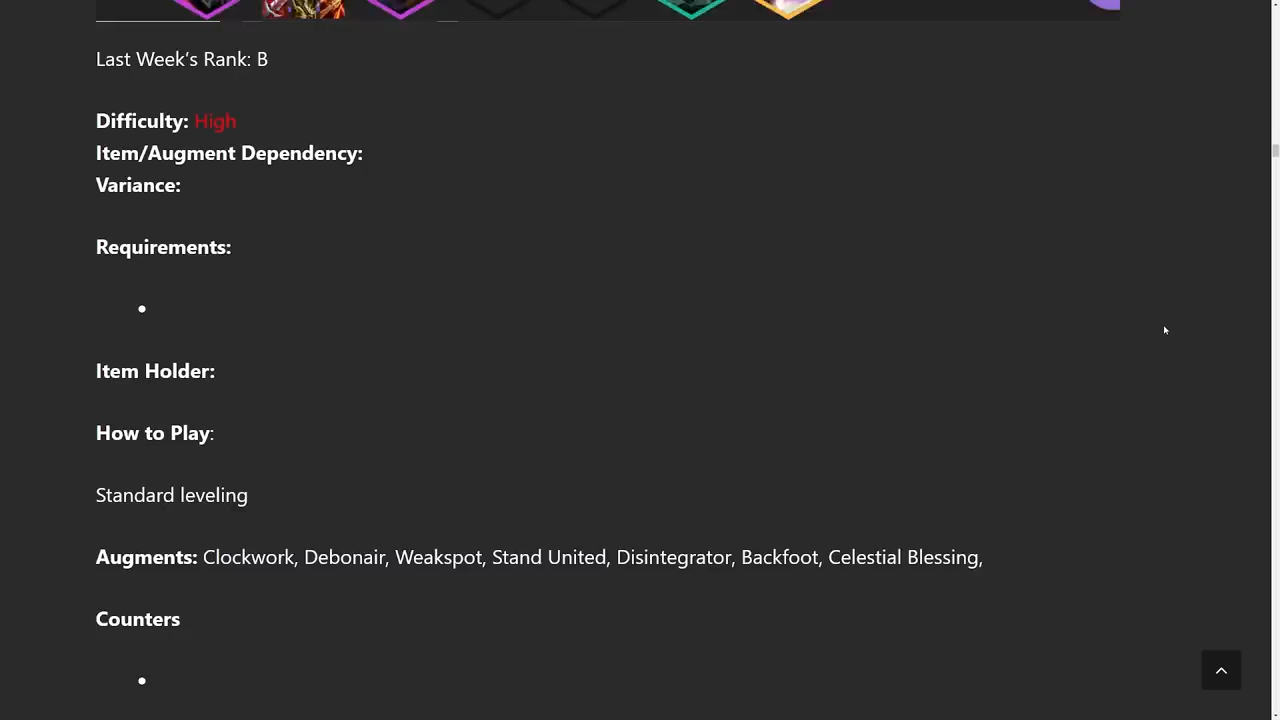 Last Week’s Rank: B
Difficulty: High
Item/Augment Dependency:
Variance:
Requirements:
Item Holder:
How to Play:
Standard leveling
Augments: Clockwork, Debonair, Weakspot, Stand United, Disintegrator, Backfoot, Celestial Blessing,
Counters